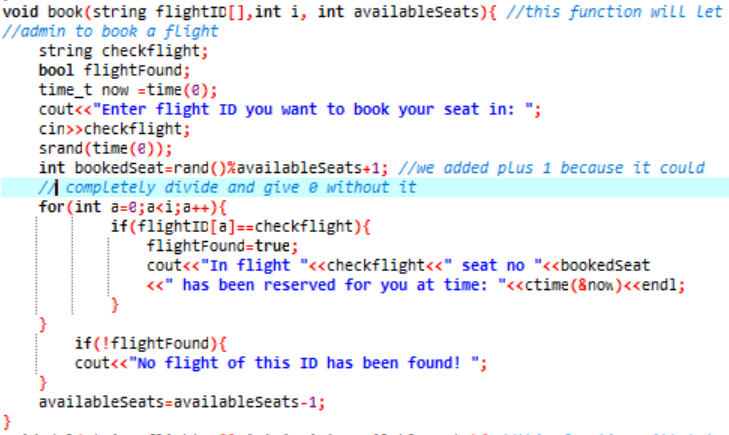 void book(string flightID[],int i, int availableSeats){ //this function will let
//admin to book a flight
string checkflight;
bool flightFound;
time_t now =time(0);
cout<<"Enter flight ID you want to book your seat in: ";
cin>>checkflight;
srand(time(0));
int bookedSeat=rand()%availableSeats+1; //we added plus 1 because it could
// completely divide and give 0 without it
for(int a=0;a<i;a++){
if(flightID[a]==checkflight){
flightFound=true;
cout<<"In flight "<<checkflight<<" seat no "<<bookedSeat
<<" has been reserved for you at time: "<<ctime(&now)<<endl;
}
}
if(!flightFound){
cout<<"No flight of this ID has been found! ";
}
availableSeats=availableSeats-1;
}